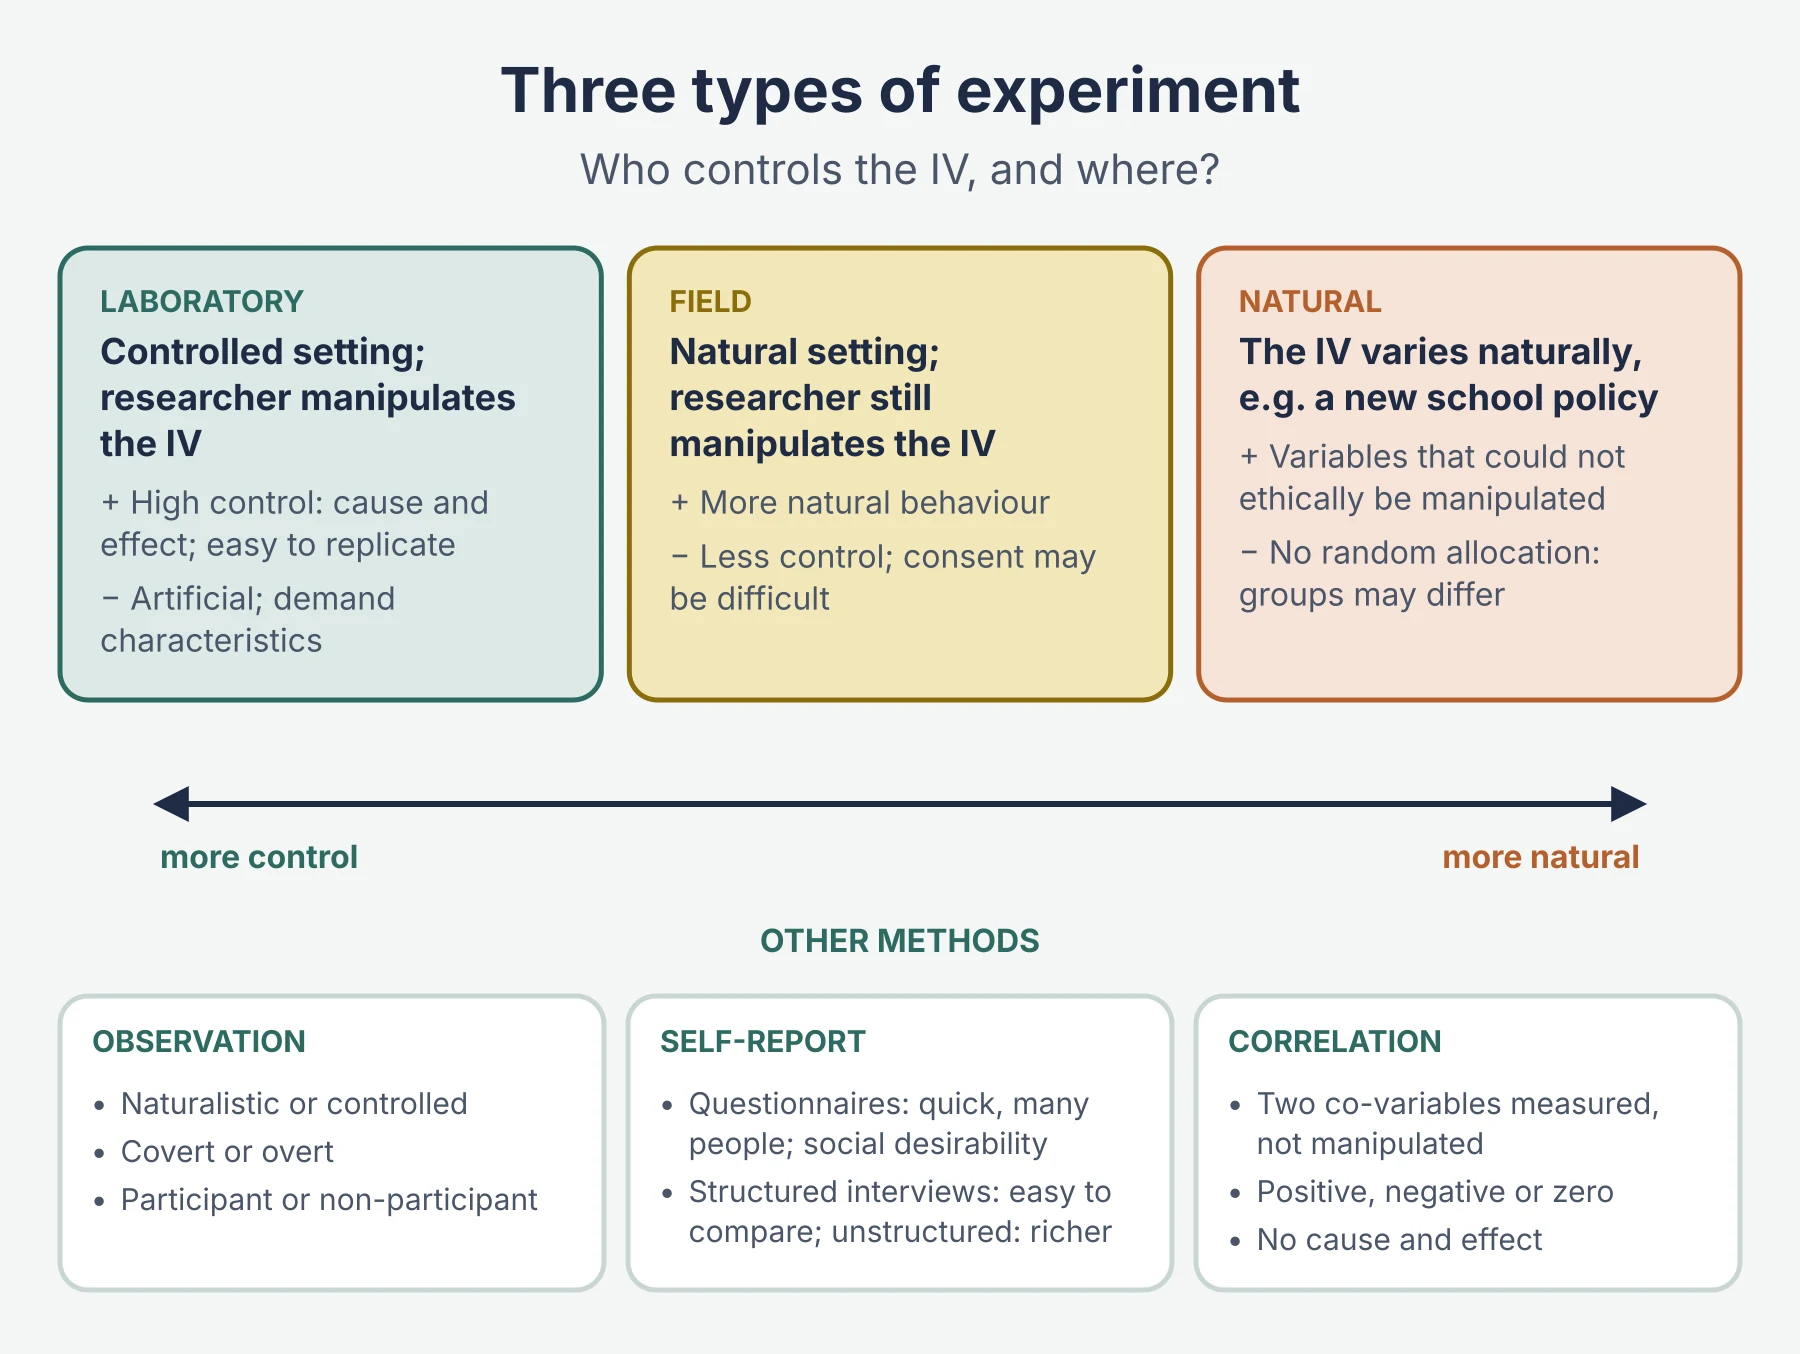 Three types of experiment
Who controls the IV, and where?
LABORATORY
Controlled setting;
researcher manipulates
the IV
+ High control: cause and
effect; easy to replicate
− Artificial; demand
characteristics
FIELD
Natural setting;
researcher still
manipulates the IV
+ More natural behaviour
− Less control; consent may
be difficult
NATURAL
The IV varies naturally,
e.g. a new school policy
+ Variables that could not
ethically be manipulated
− No random allocation:
groups may differ
more control
more natural
OTHER METHODS
OBSERVATION
• Naturalistic or controlled
• Covert or overt
• Participant or non-participant
SELF-REPORT
• Questionnaires: quick, many
people; social desirability
• Structured interviews: easy to
compare; unstructured: richer
CORRELATION
• Two co-variables measured,
not manipulated
• Positive, negative or zero
• No cause and effect